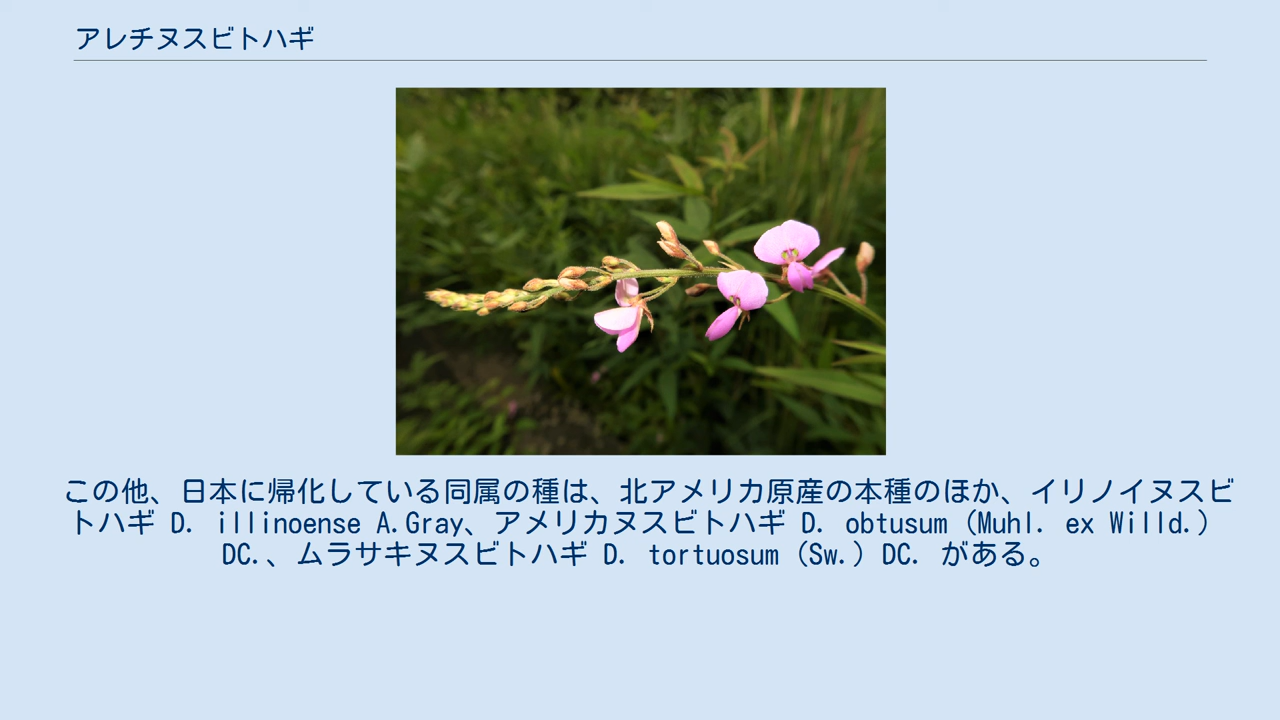 アレチヌスビトハギ
この他、日本に帰化している同属の種は、北アメリカ原産の本種のほか、イリノイヌスビ
トハギ D. illinoense A.Gray、アメリカヌスビトハギ D. obtusum (Muhl. ex Willd.)
DC.、ムラサキヌスビトハギ D. tortuosum (Sw.) DC. がある。